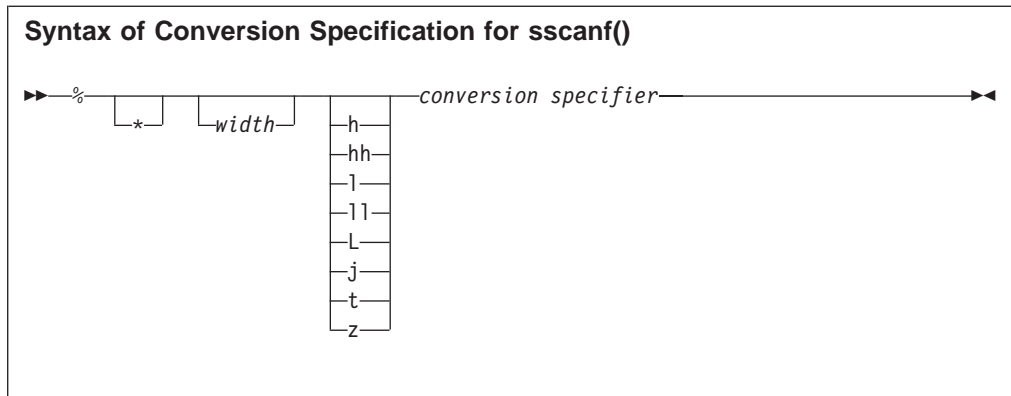 Syntax of Conversion Specification for sscanf()
%
*
width
h
hh
l
ll
L
j
t
z
conversion specifier